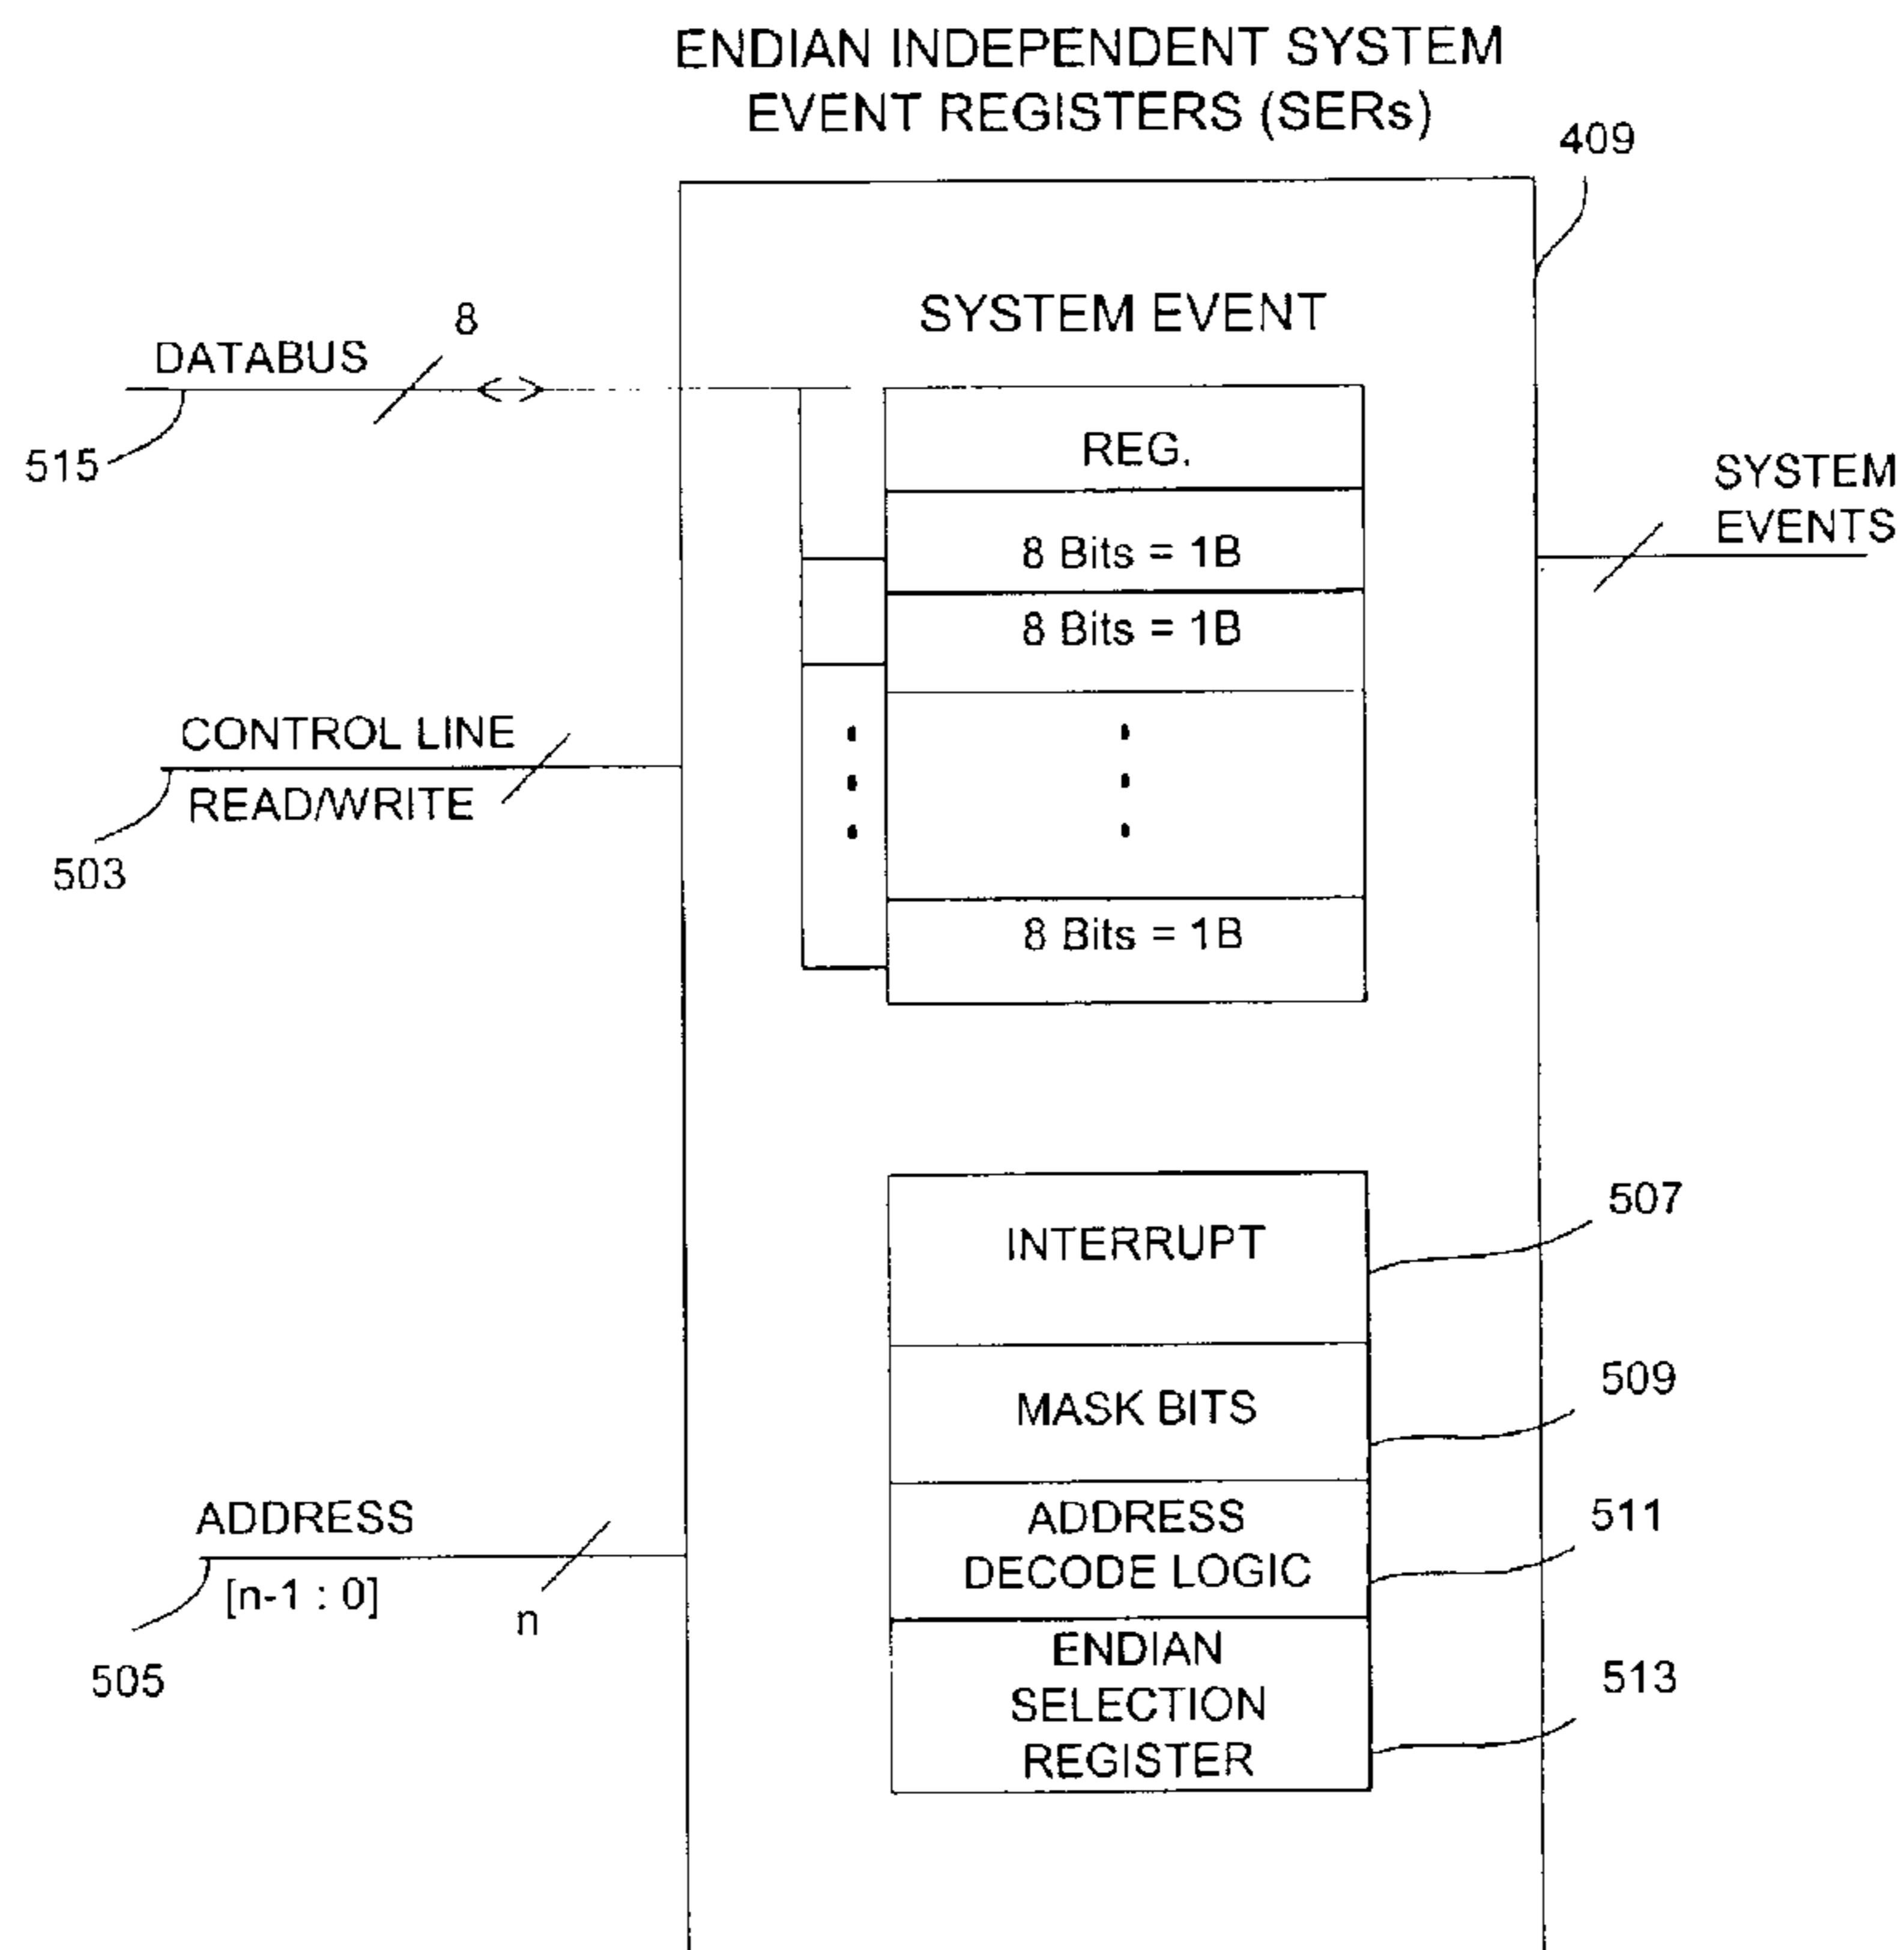 ENDIAN INDEPENDENT SYSTEM
EVENT REGISTERS (SERs)
409
SYSTEM EVENT
DATABUS
8
515
REG.
8 Bits = 1B
8 Bits = 1B
8 Bits = 1B
SYSTEM
EVENTS
CONTROL LINE
READ/WRITE
503
INTERRUPT
507
MASK BITS
509
ADDRESS
DECODE LOGIC
511
ENDIAN
SELECTION
REGISTER
513
ADDRESS
[n-1 : 0]
n
505